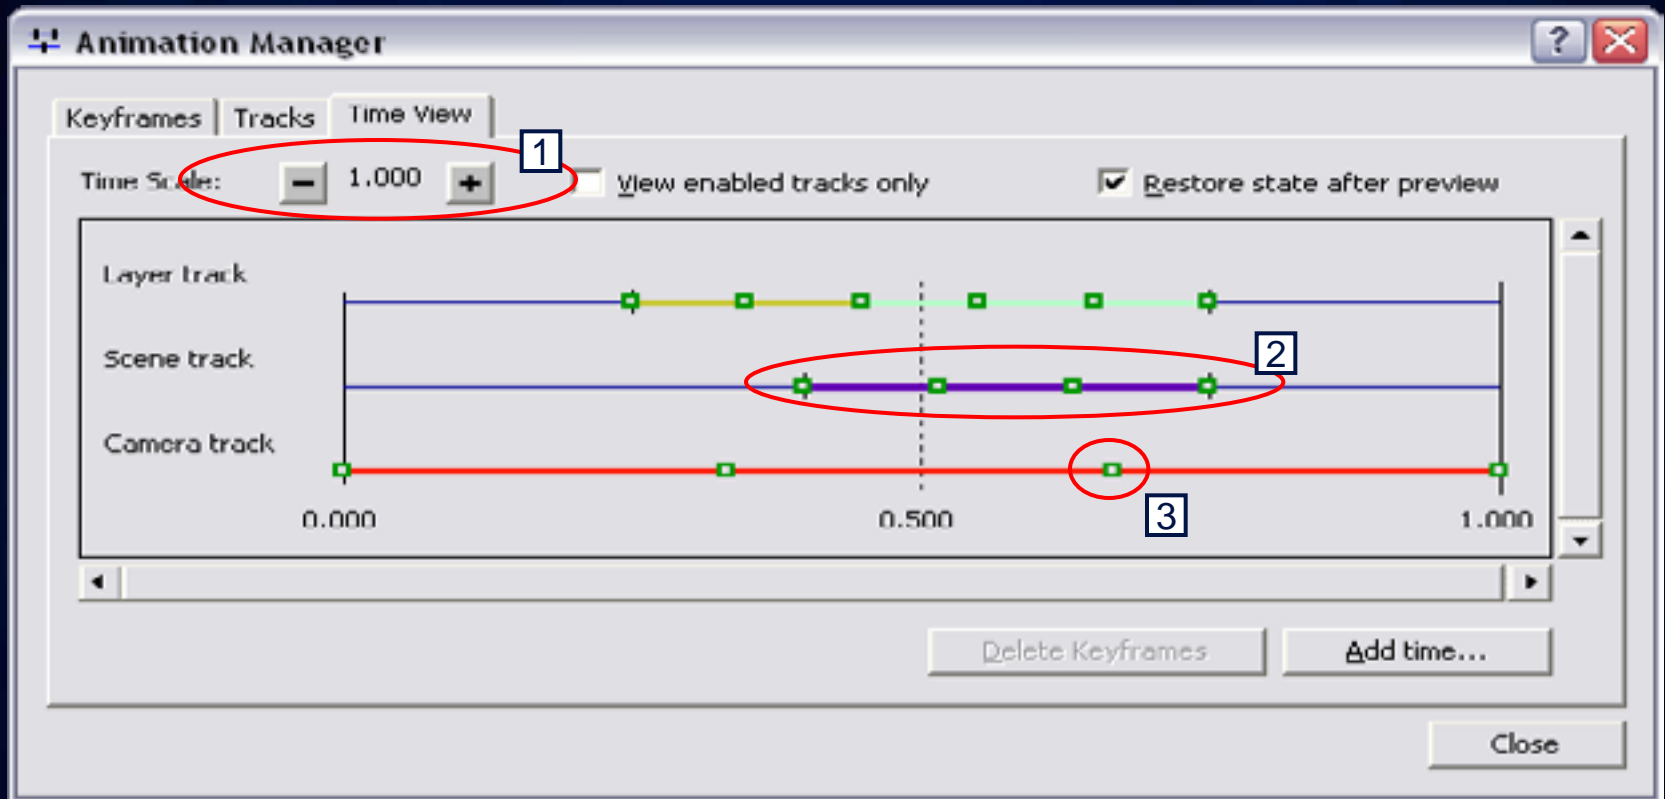 Animation Manager
Keyframes Tracks Time View
1
Time Scale: 1.000 View enabled tracks only Restore state after preview
Layer track
Scene track
2
Camera track
3
0.000 0.500 1.000
Delete Keyframes Add time...
Close